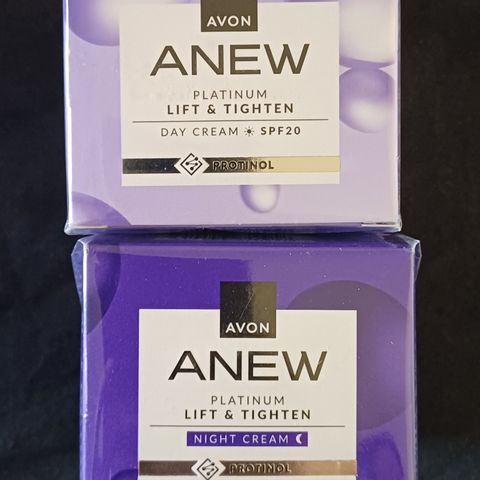 AVON
ANEW
PLATINUM
LIFT & TIGHTEN
DAY CREAM SPF20
PROTINOL
AVON
ANEW
PLATINUM
LIFT & TIGHTEN
NIGHT CREAM
PROTINOL